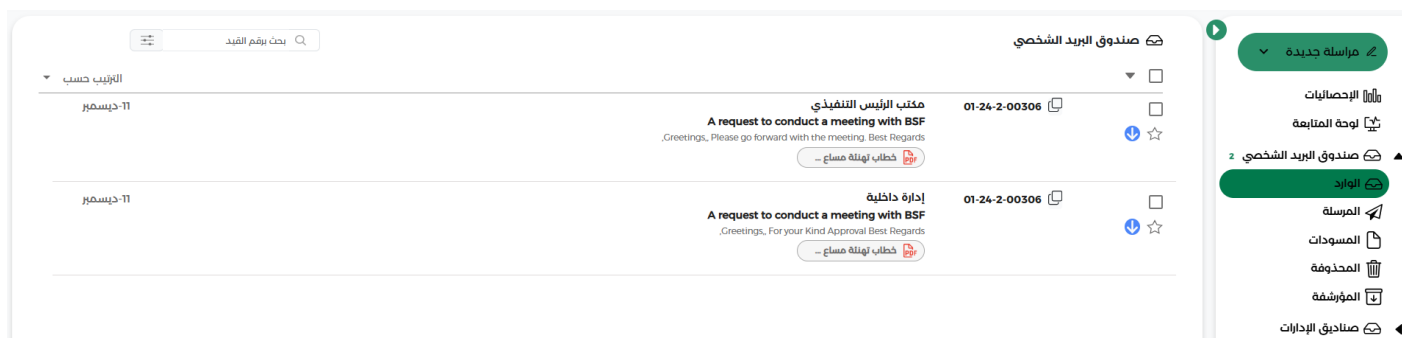 مراسلة جديدة
الإحصائيات
لوحة المتابعة
صندوق البريد الشخصي 2
الوارد
المرسلة
المسودات
المحذوفة
المؤرشفة
صناديق الإدارات
صندوق البريد الشخصي
بحث برقم القيد
الترتيب حسب
01-24-2-00306
مكتب الرئيس التنفيذي
11-ديسمبر
A request to conduct a meeting with BSF
,Greetings,, Please go forward with the meeting. Best Regards
PDF خطاب تهنئة مساع ...
01-24-2-00306
إدارة داخلية
11-ديسمبر
A request to conduct a meeting with BSF
,Greetings,, For your Kind Approval Best Regards
PDF خطاب تهنئة مساع ...